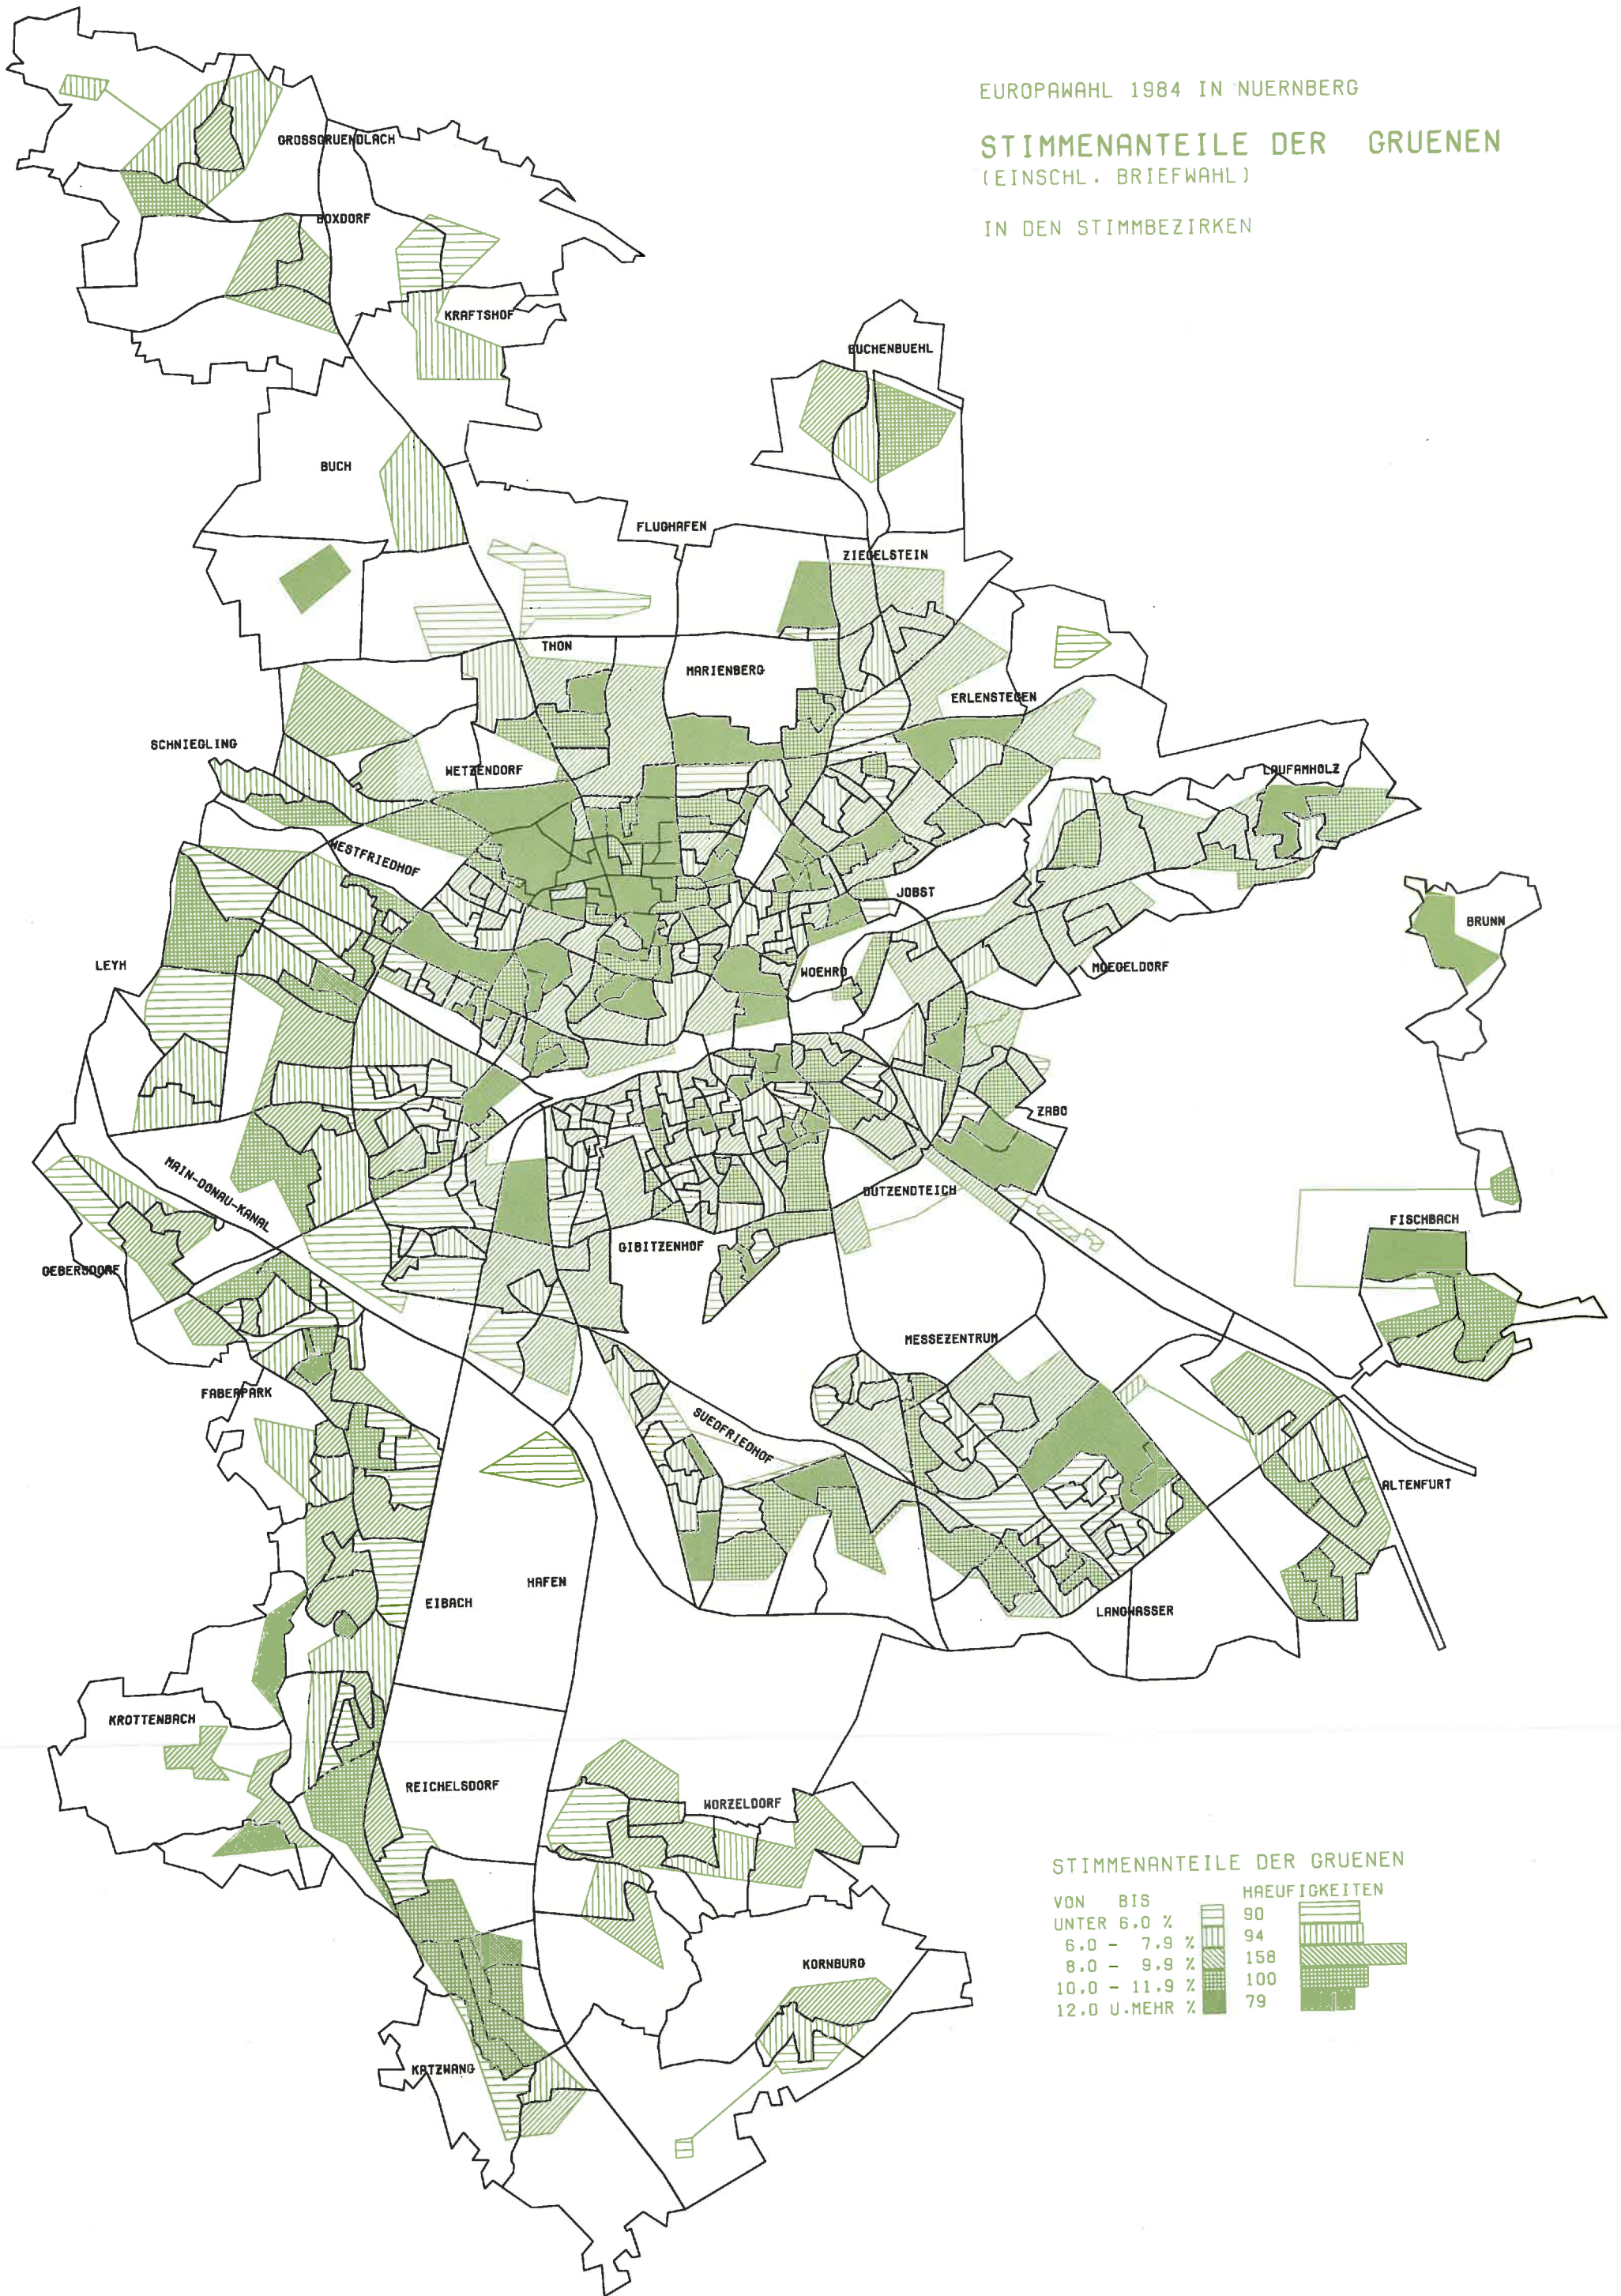 EUROPAWAHL 1984 IN NUERNBERG
STIMMENANTEILE DER GRUENEN
(EINSCHL. BRIEFWAHL)
IN DEN STIMMBEZIRKEN
GROSSGRUENDLACH
BOXDORF
KRAFTSHOF
BUCHENBUEHL
BUCH
FLUGHAFEN
ZIEGELSTEIN
THON
MARIENBERG
ERLENSTEGEN
SCHNIEGLING
WETZENDORF
LAUFAMHOLZ
WESTFRIEDHOF
JOBST
BRUNN
LEYH
WOEHRD
MOEGELDORF
ZABO
MAIN-DONAU-KANAL
DUTZENDTEICH
FISCHBACH
GIBITZENHOF
GEBERSDORF
MESSEZENTRUM
FABERPARK
SUEDFRIEDHOF
ALTENFURT
HAFEN
EIBACH
LANGWASSER
KROTTENBACH
REICHELSDORF
WORZELDORF
KORNBURG
KATZWANG
STIMMENANTEILE DER GRUENEN
VON BIS HAEUFIGKEITEN
UNTER 6.0 % 90
6.0 - 7.9 % 94
8.0 - 9.9 % 158
10.0 - 11.9 % 100
12.0 U.MEHR % 79